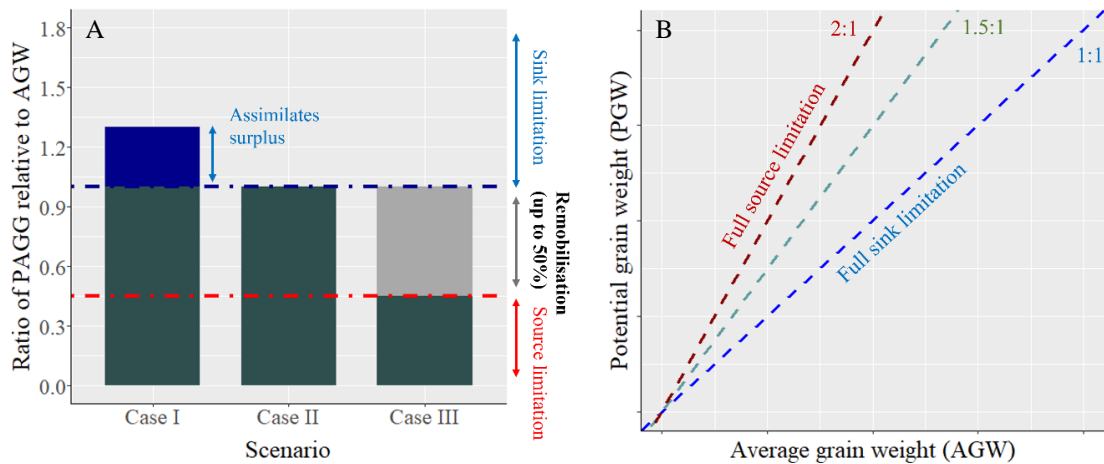 A
Ratio of PAGG relative to AGW
1.8
1.5
1.2
0.9
0.6
0.3
0.0
Assimilates
surplus
Case I
Case II
Case III
Scenario
Sink limitation
Remobilisation
(up to 50%)
Source limitation
B
Potential grain weight (PGW)
2:1
1.5:1
1:1
Full source limitation
Full sink limitation
Average grain weight (AGW)